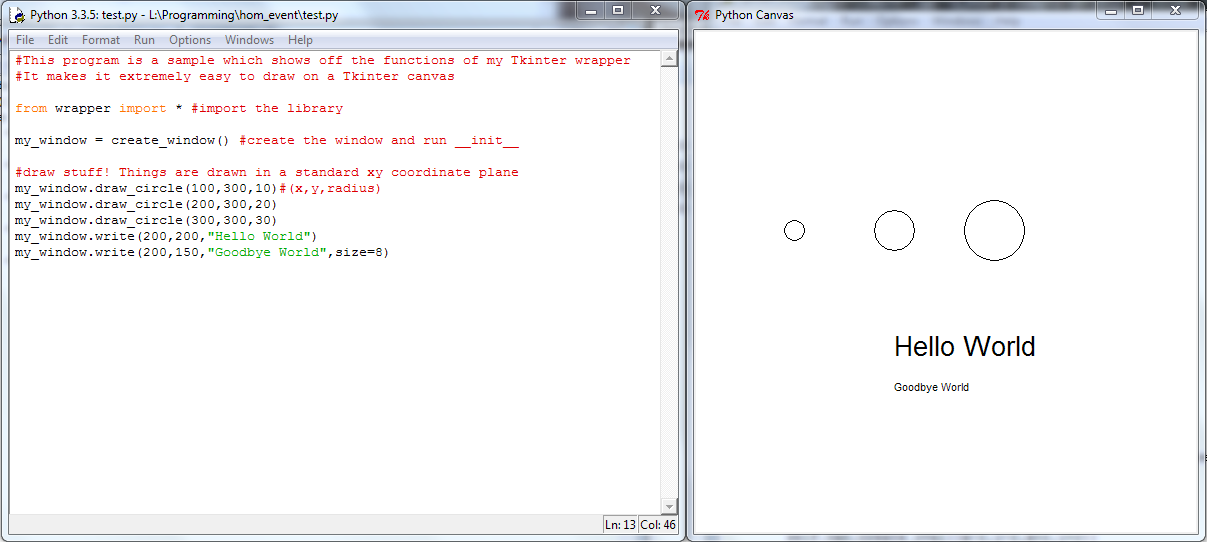 Python 3.3.5: test.py - L:\Programming\hom_event\test.py
File Edit Format Run Options Windows Help
#This program is a sample which shows off the functions of my Tkinter wrapper
#It makes it extremely easy to draw on a Tkinter canvas
from wrapper import * #import the library
my_window = create_window() #create the window and run __init__
#draw stuff! Things are drawn in a standard xy coordinate plane
my_window.draw_circle(100,300,10)#(x,y,radius)
my_window.draw_circle(200,300,20)
my_window.draw_circle(300,300,30)
my_window.write(200,200,"Hello World")
my_window.write(200,150,"Goodbye World",size=8)
Ln: 13 Col: 46
Python Canvas
Hello World
Goodbye World